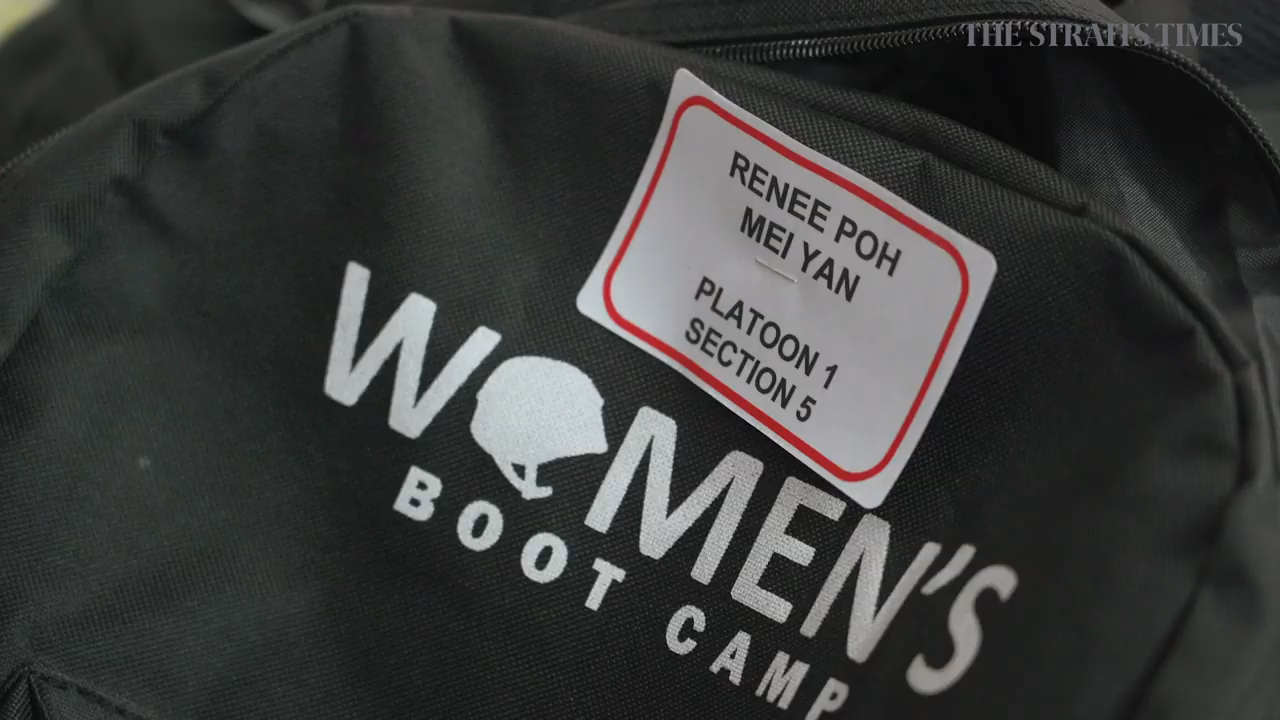 THE STRAITS TIMES
RENEE POH
MEI YAN
PLATOON 1
SECTION 5
WOMEN'S
BOOT CAMP